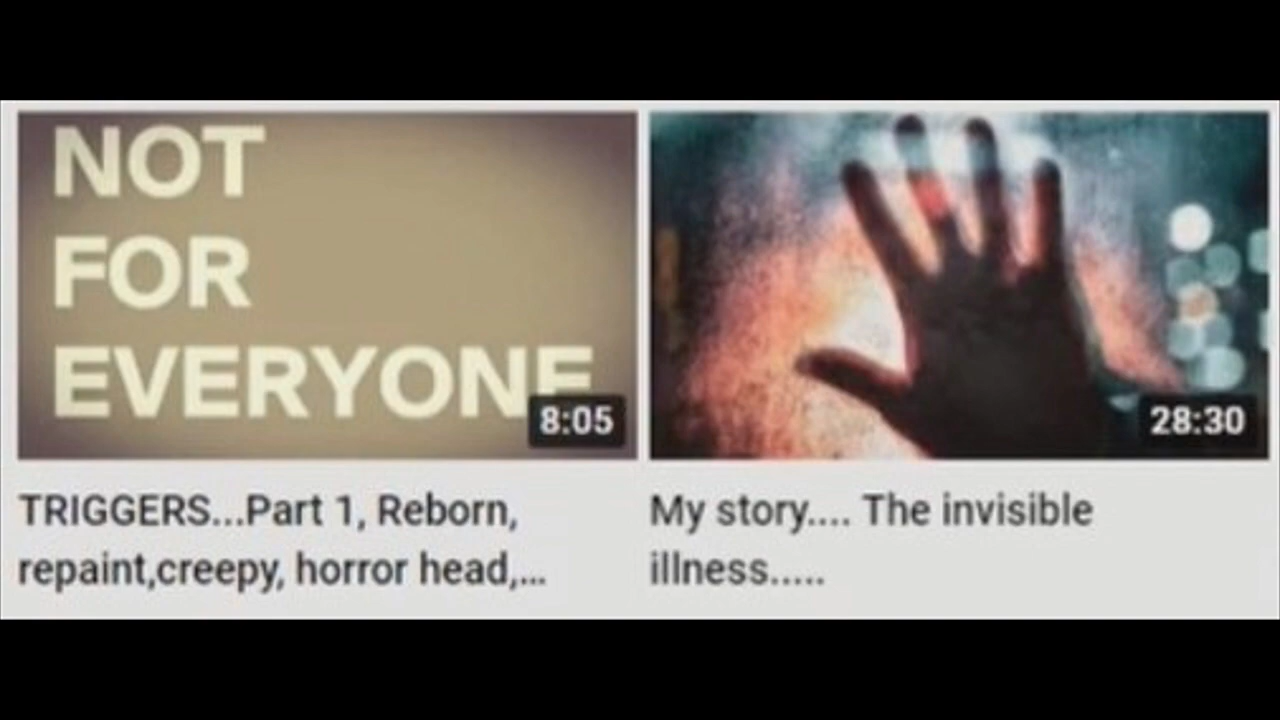 NOT
FOR
EVERYONE
8:05
28:30
TRIGGERS...Part 1, Reborn,
repaint,creepy, horror head,...
My story.... The invisible
illness.....